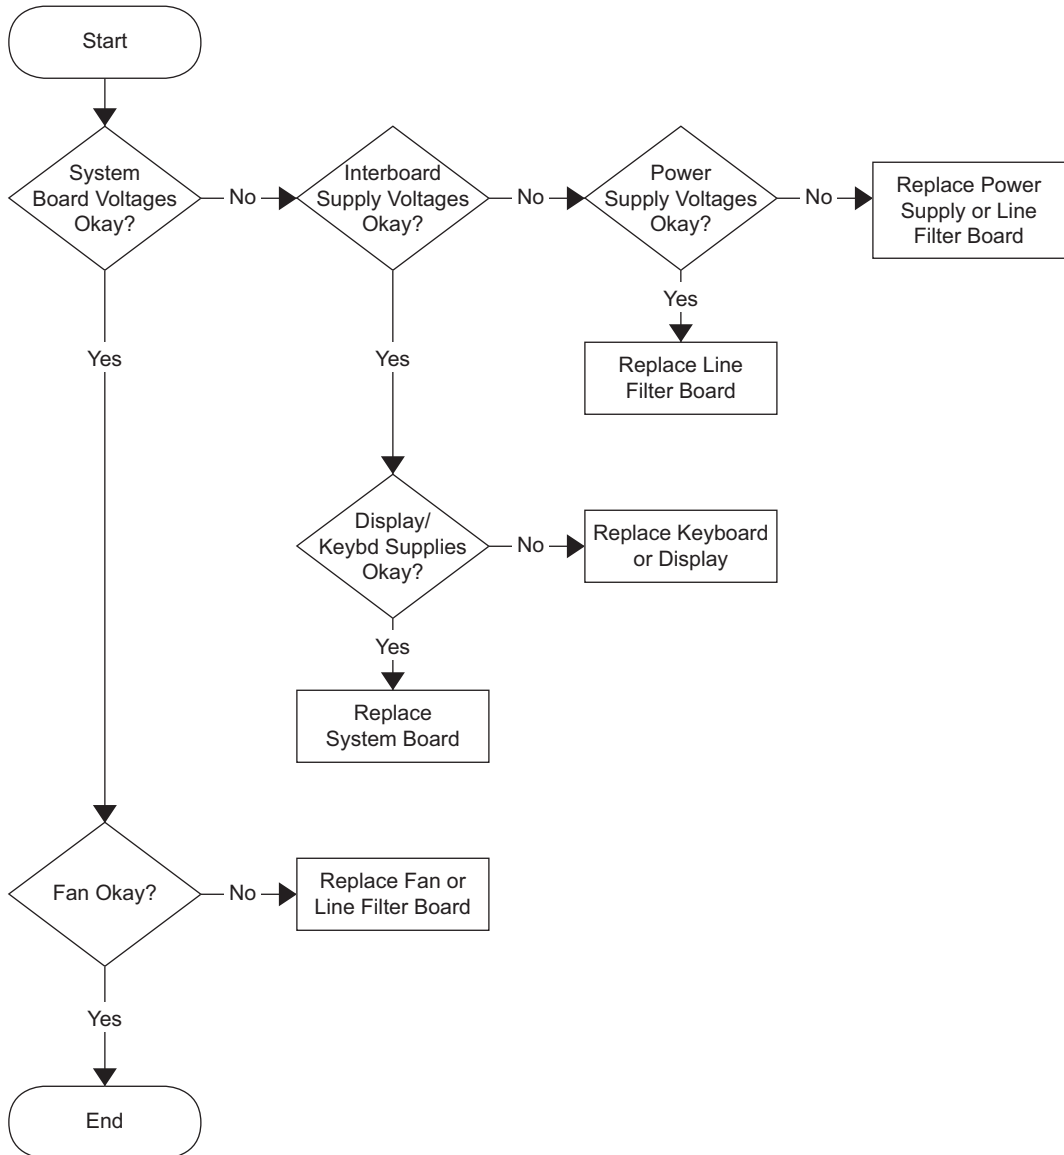 Start
System
Board Voltages
Okay?
No
Interboard
Supply Voltages
Okay?
No
Power
Supply Voltages
Okay?
No
Replace Power
Supply or Line
Filter Board
Yes
Replace Line
Filter Board
Yes
Yes
Display/
Keybd Supplies
Okay?
No
Replace Keyboard
or Display
Yes
Replace
System Board
Fan Okay?
No
Replace Fan or
Line Filter Board
Yes
End